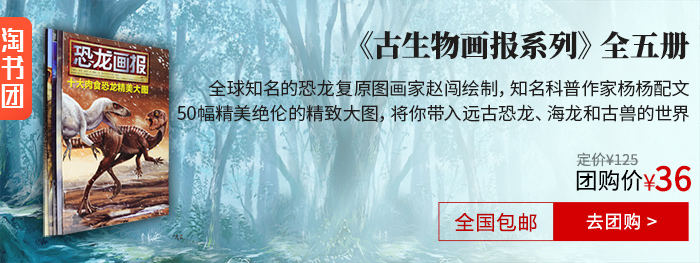 淘书团
恐龙画报
十大肉食恐龙精美大图
《古生物画报系列》全五册
全球知名的恐龙复原图画家赵闯绘制，知名科普作家杨杨配文
50幅精美绝伦的精致大图，将你带入远古恐龙、海龙和古兽的世界
定价¥125
团购价¥36
全国包邮
去团购 >